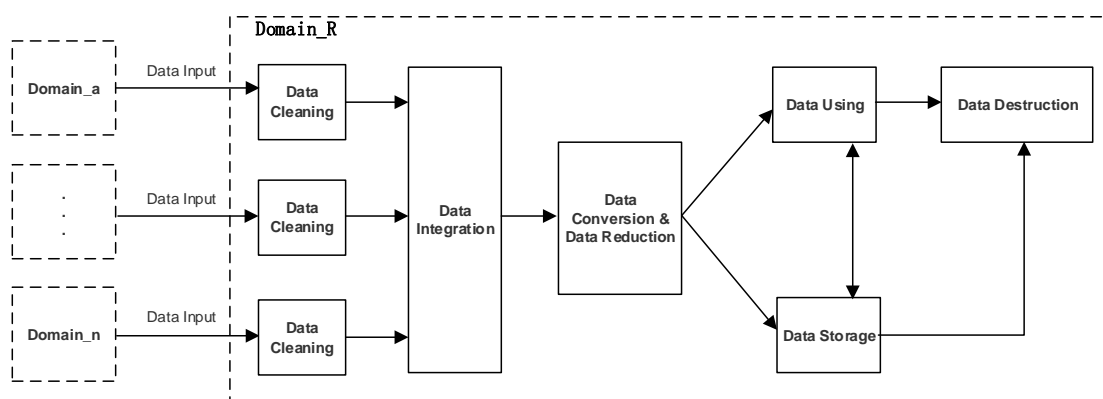 Domain_R
Domain_a
Data Input
Data
Cleaning
.
.
.
Data Input
Data
Cleaning
Domain_n
Data Input
Data
Cleaning
Data
Integration
Data
Conversion &
Data Reduction
Data Using
Data Destruction
Data Storage